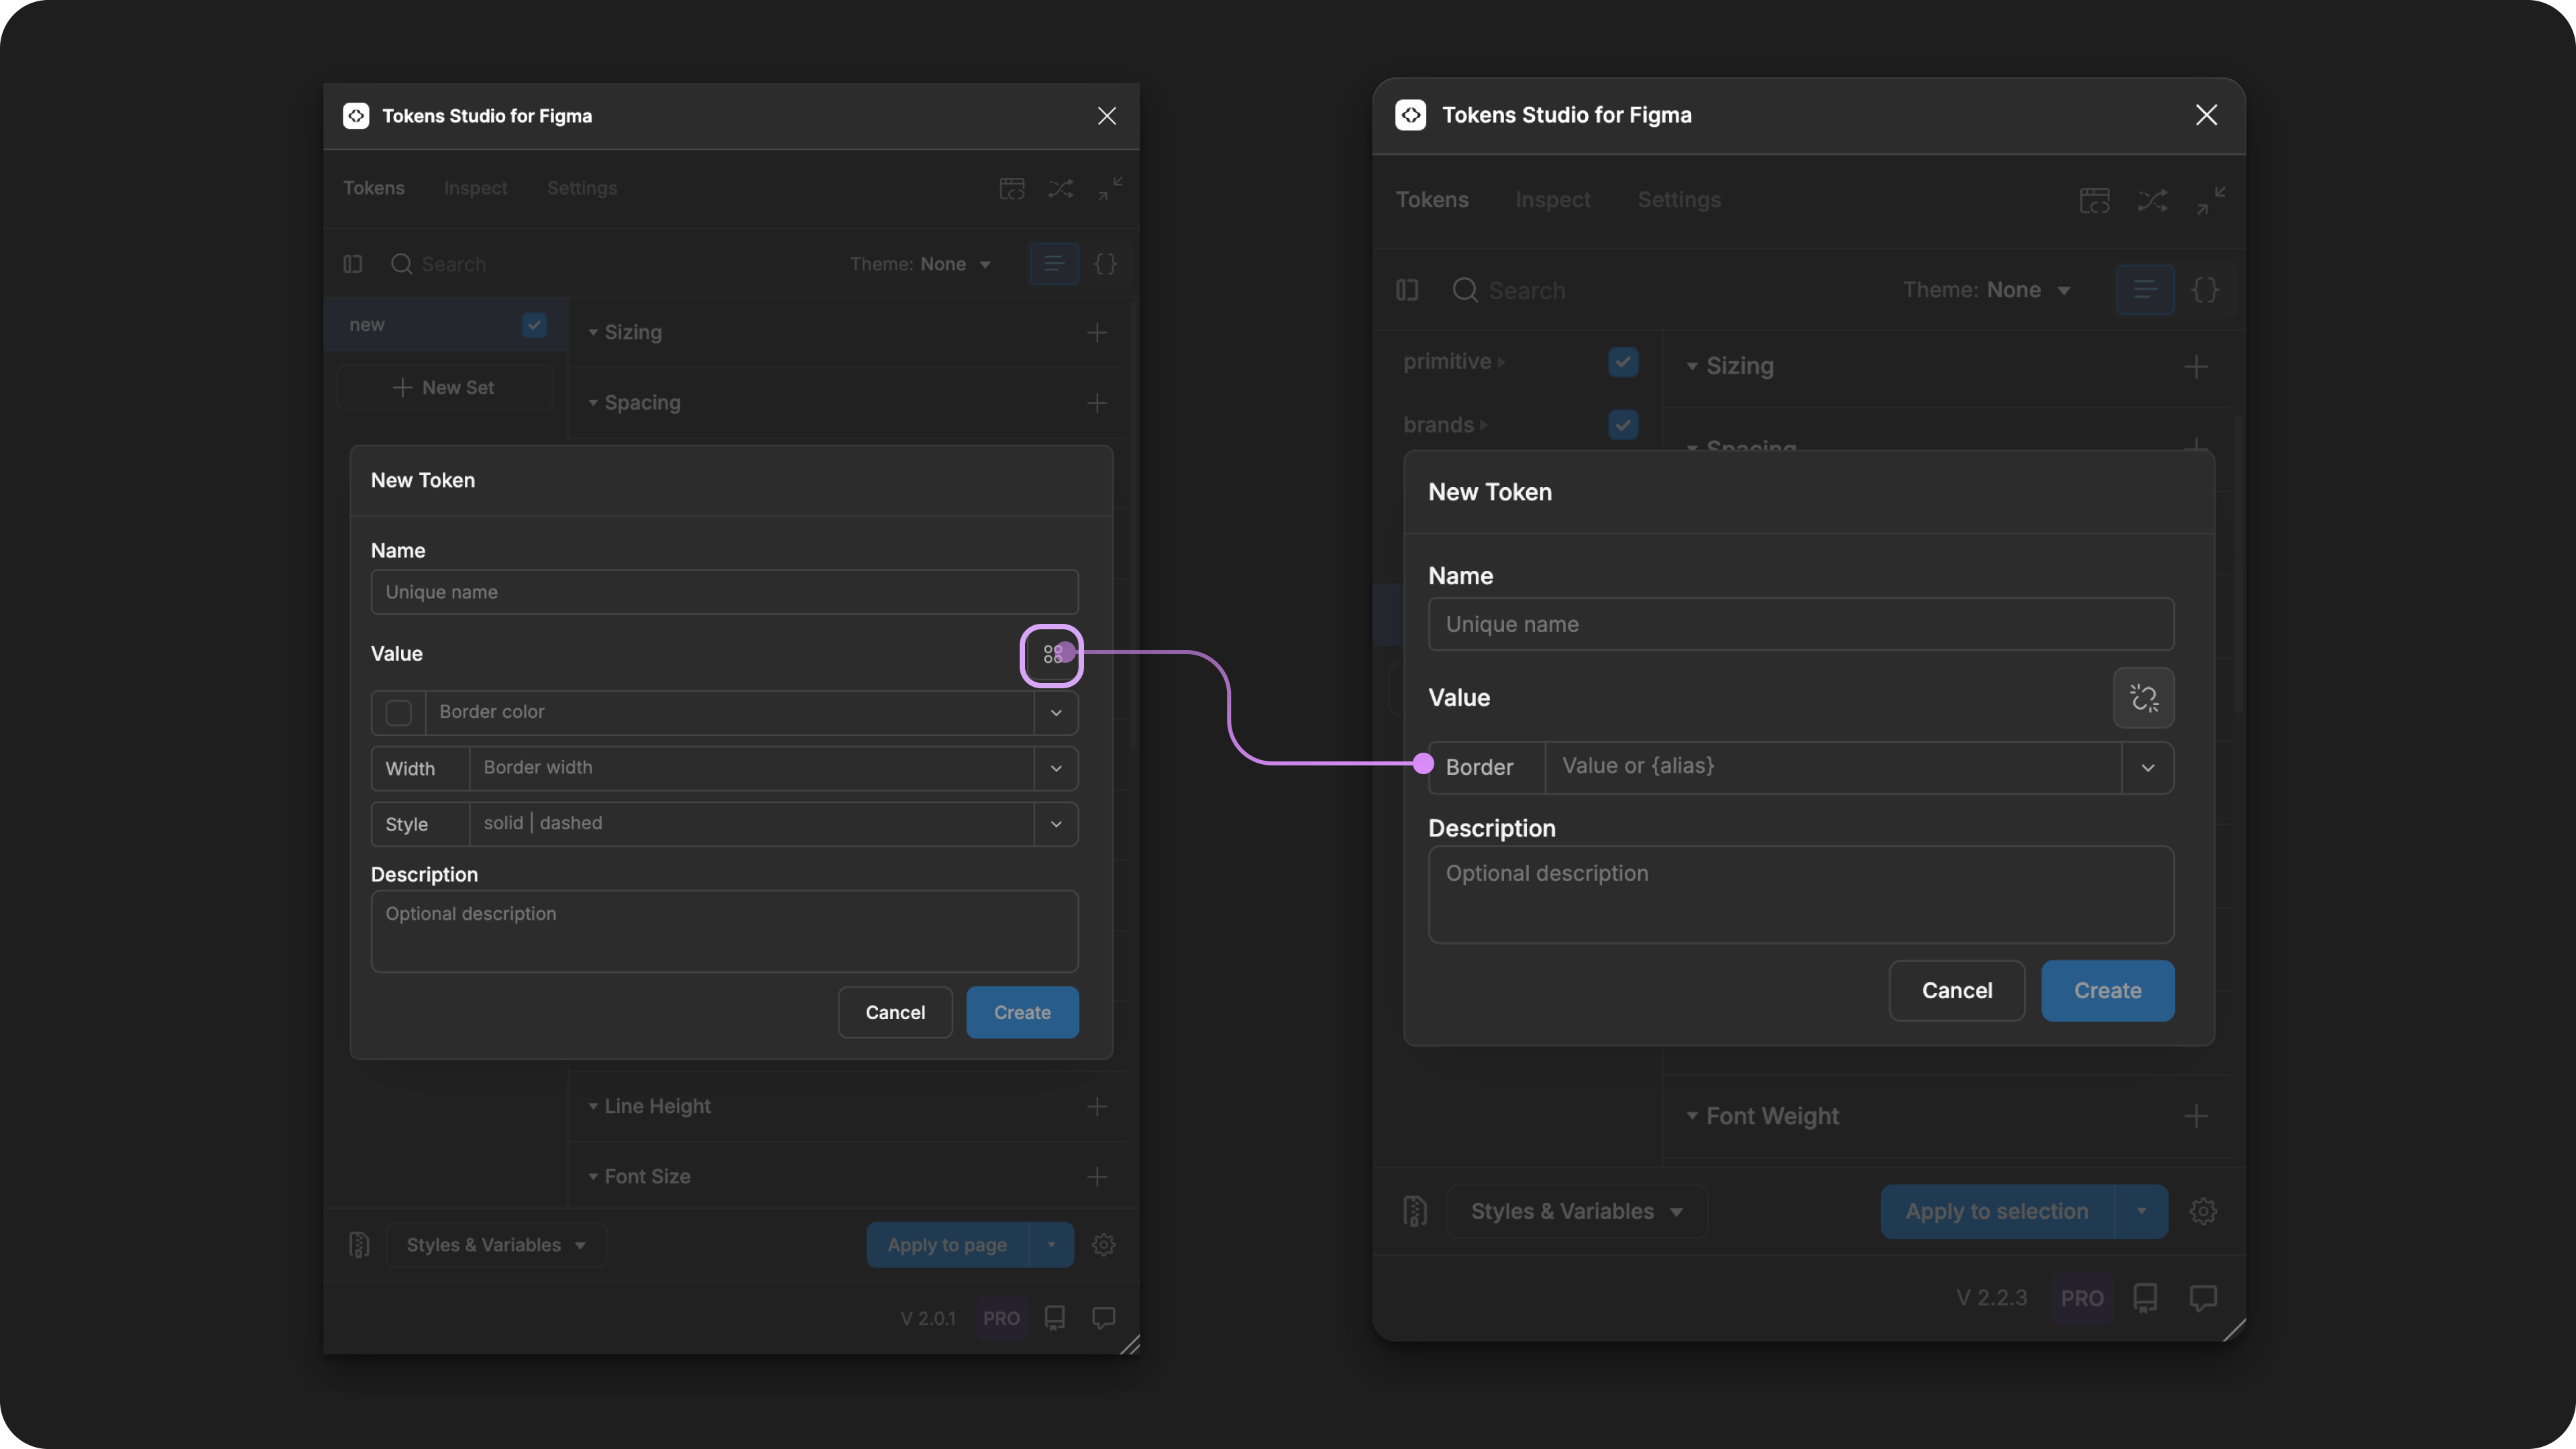 Tokens Studio for Figma
Tokens Inspect Settings
Search Theme: None
new
New Set
Sizing
Spacing
New Token
Name
Unique name
Value
Border color
Width Border width
Style solid | dashed
Description
Optional description
Cancel Create
Line Height
Font Size
Styles & Variables Apply to page
V 2.0.1 PRO
Tokens Studio for Figma
Tokens Inspect Settings
Search Theme: None
primitive
brands
Sizing
Spacing
New Token
Name
Unique name
Value
Border Value or {alias}
Description
Optional description
Cancel Create
Font Weight
Styles & Variables Apply to selection
V 2.2.3 PRO